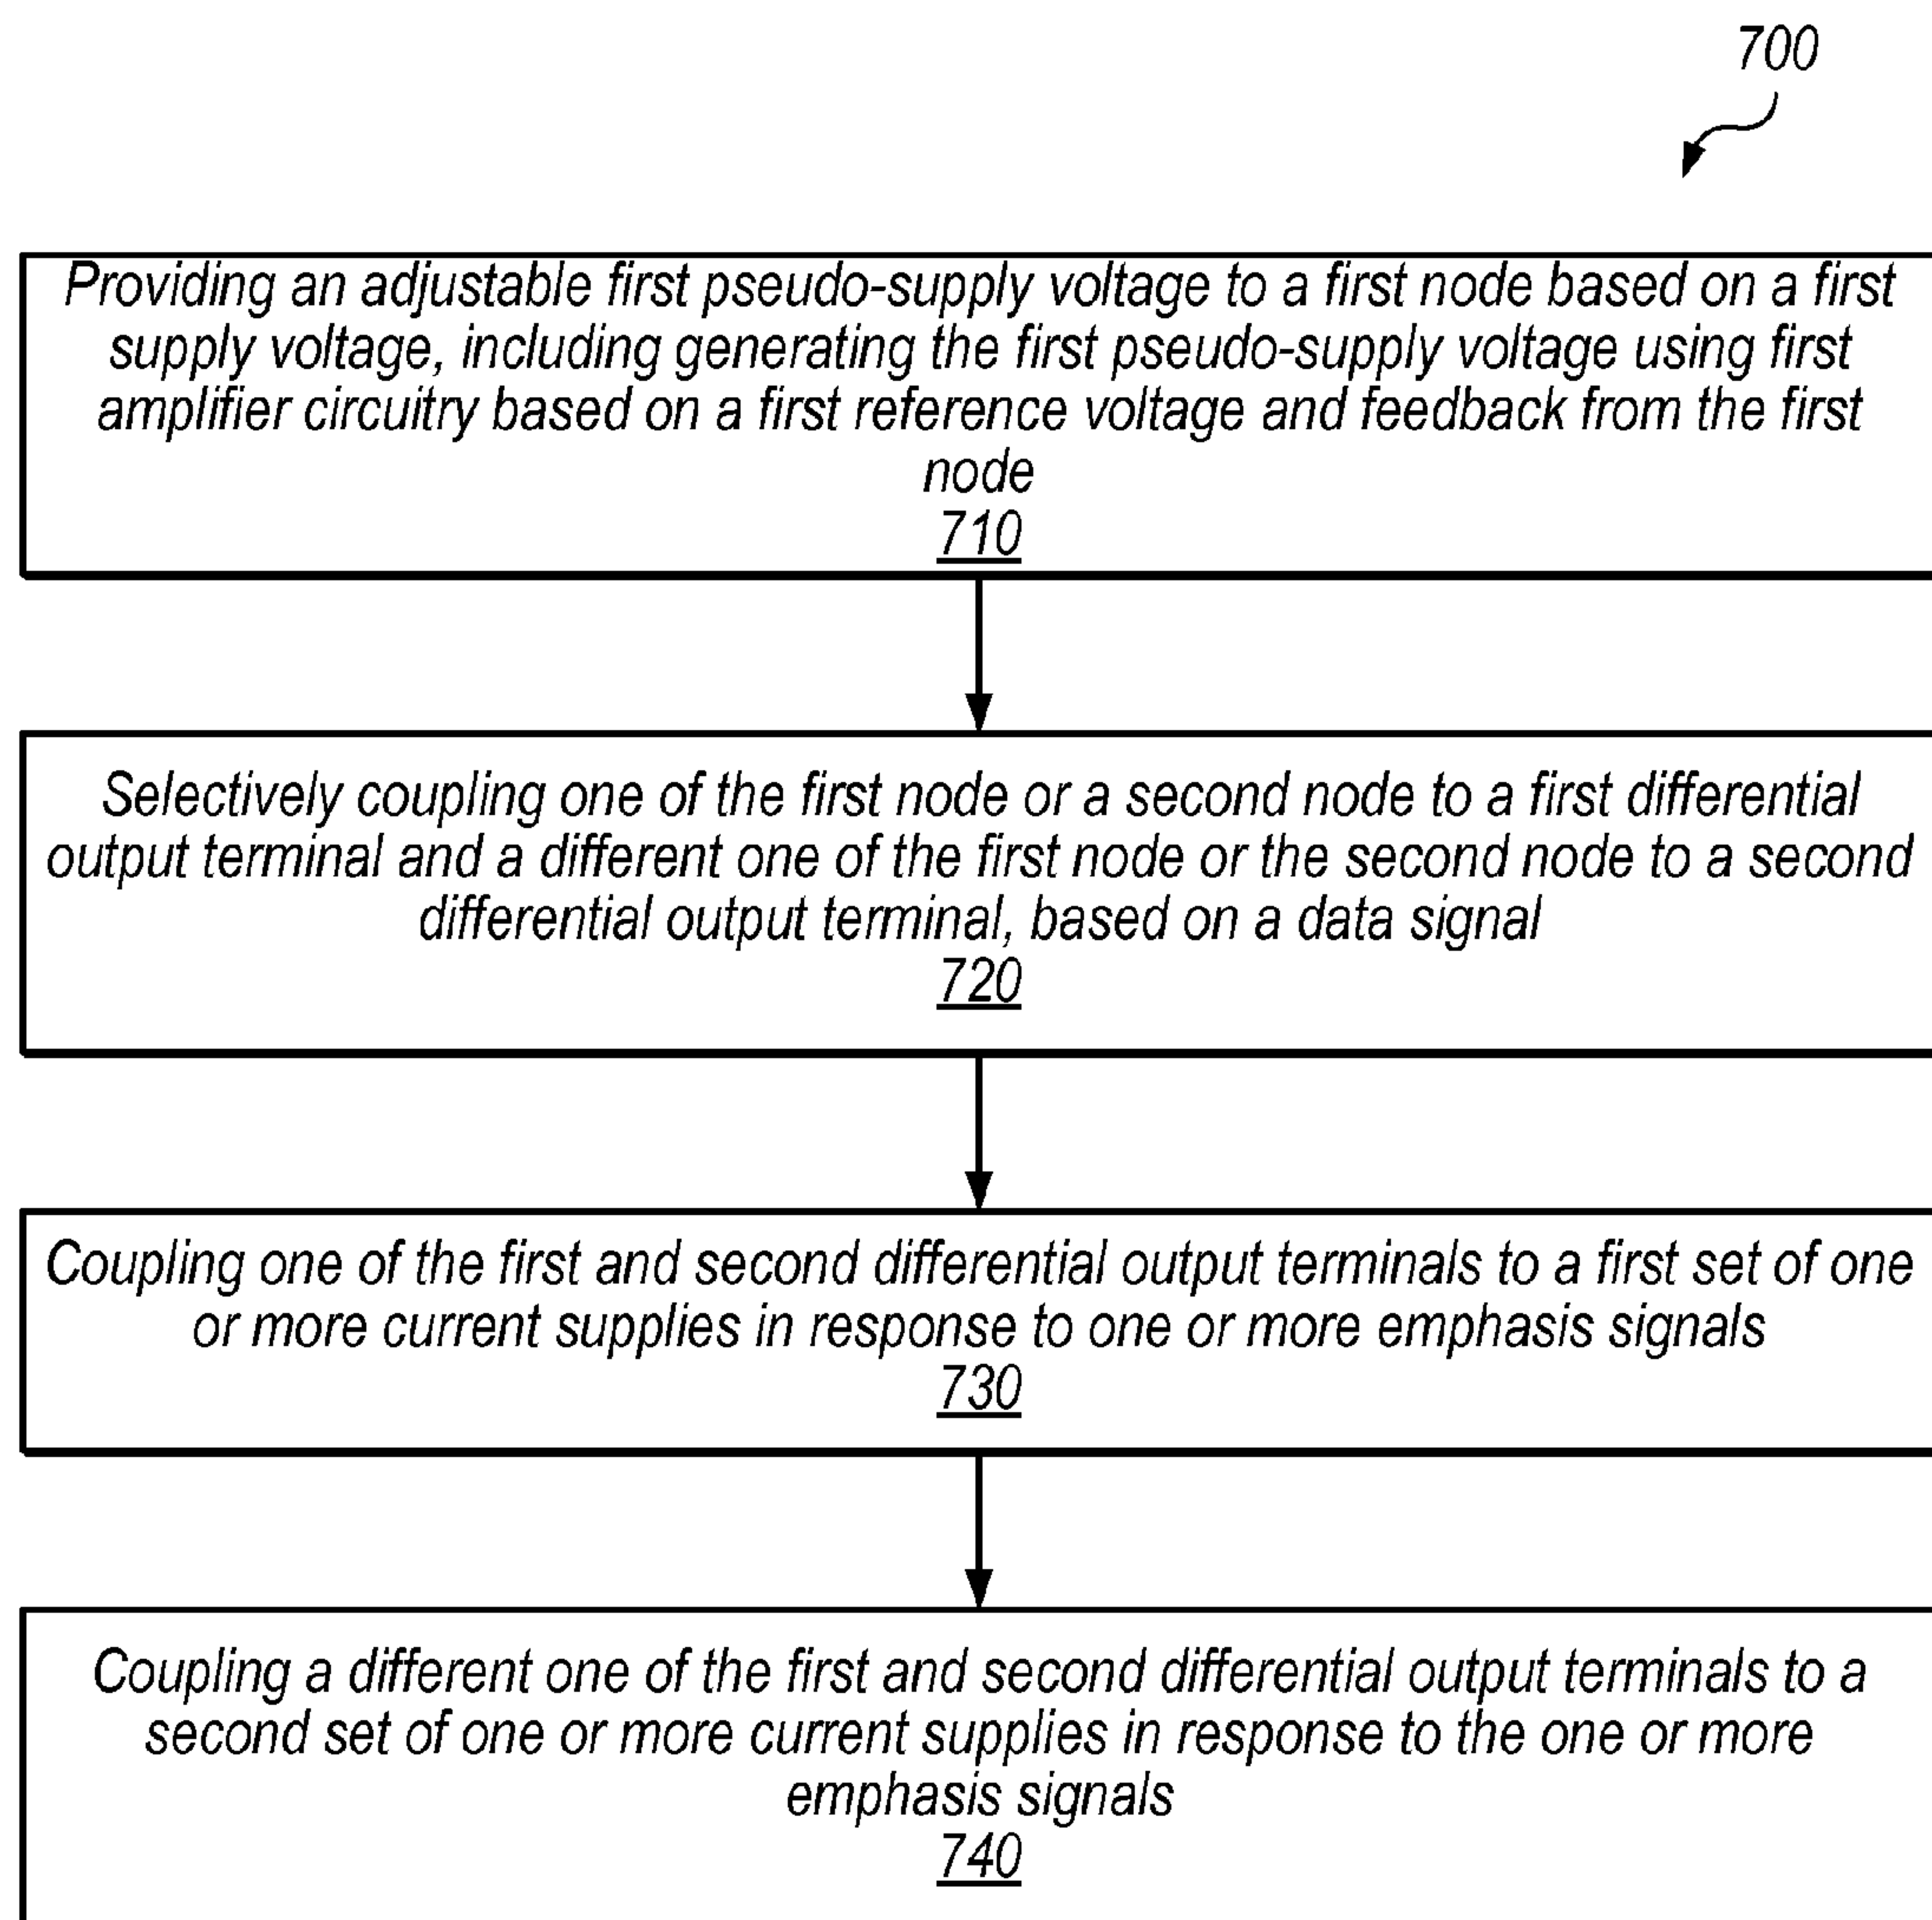 700
Providing an adjustable first pseudo-supply voltage to a first node based on a first
supply voltage, including generating the first pseudo-supply voltage using first
amplifier circuitry based on a first reference voltage and feedback from the first
node
710
Selectively coupling one of the first node or a second node to a first differential
output terminal and a different one of the first node or the second node to a second
differential output terminal, based on a data signal
720
Coupling one of the first and second differential output terminals to a first set of one
or more current supplies in response to one or more emphasis signals
730
Coupling a different one of the first and second differential output terminals to a
second set of one or more current supplies in response to the one or more
emphasis signals
740